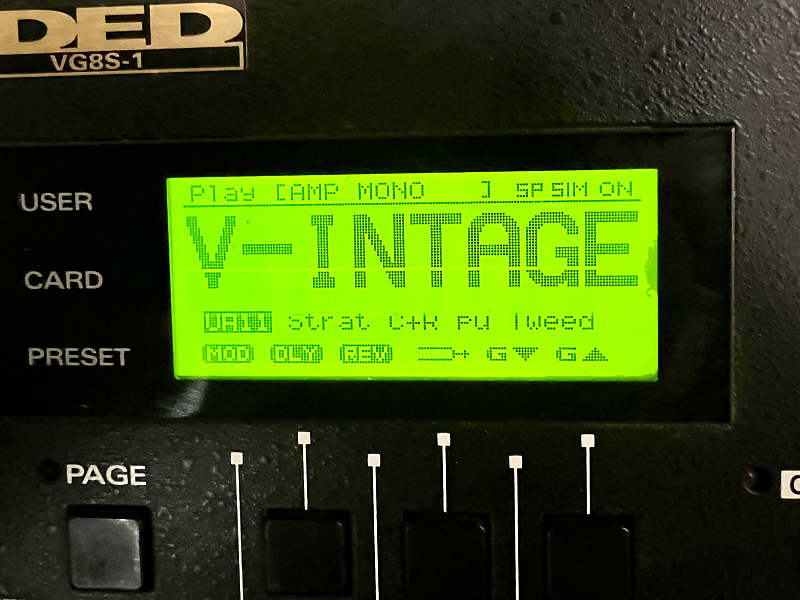 DED
VG8S-1
USER
CARD
PRESET
Play [AMP MONO ] SP SIM ON
V-INTAGE
Strat C+R PU Tweed
MOD DLY REV G▼ G▲
PAGE